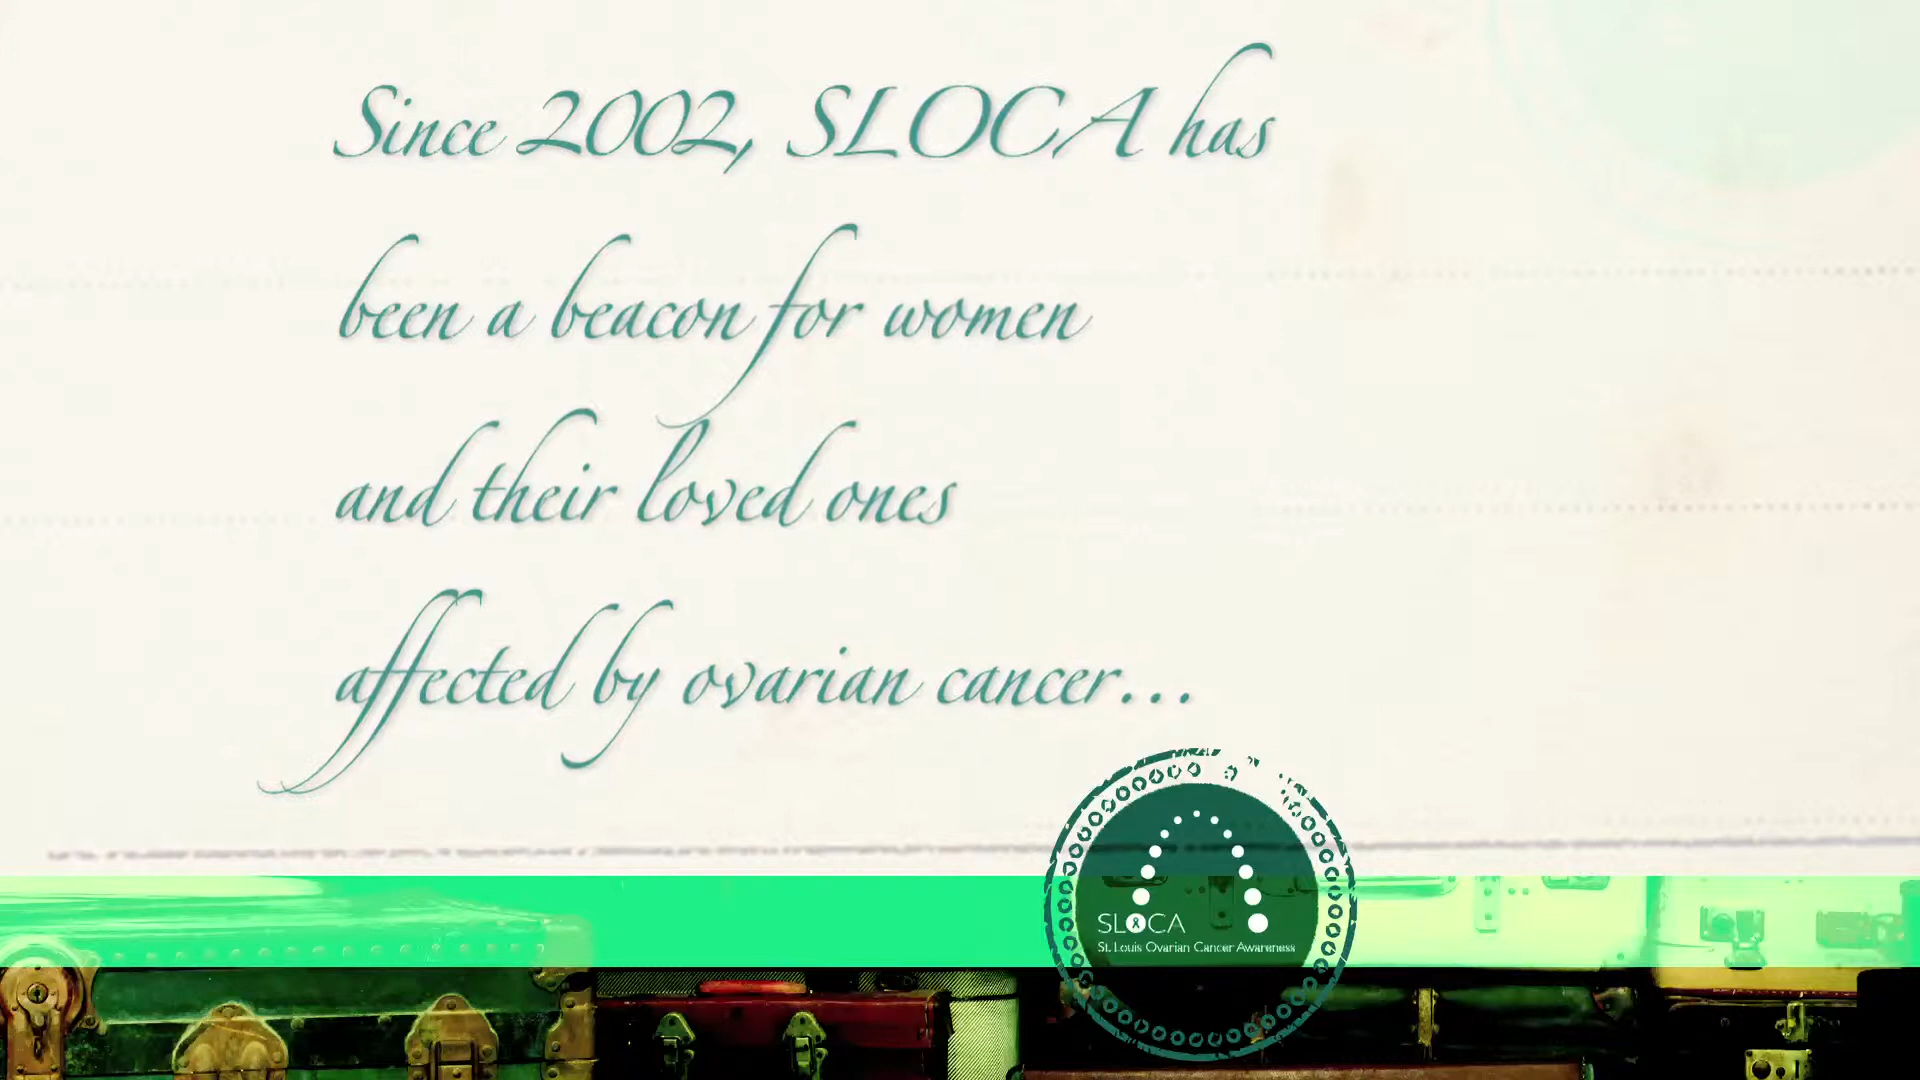 Since 2002, SLOCA has
been a beacon for women
and their loved ones
affected by ovarian cancer...
SLOCA
St. Louis Ovarian Cancer Awareness